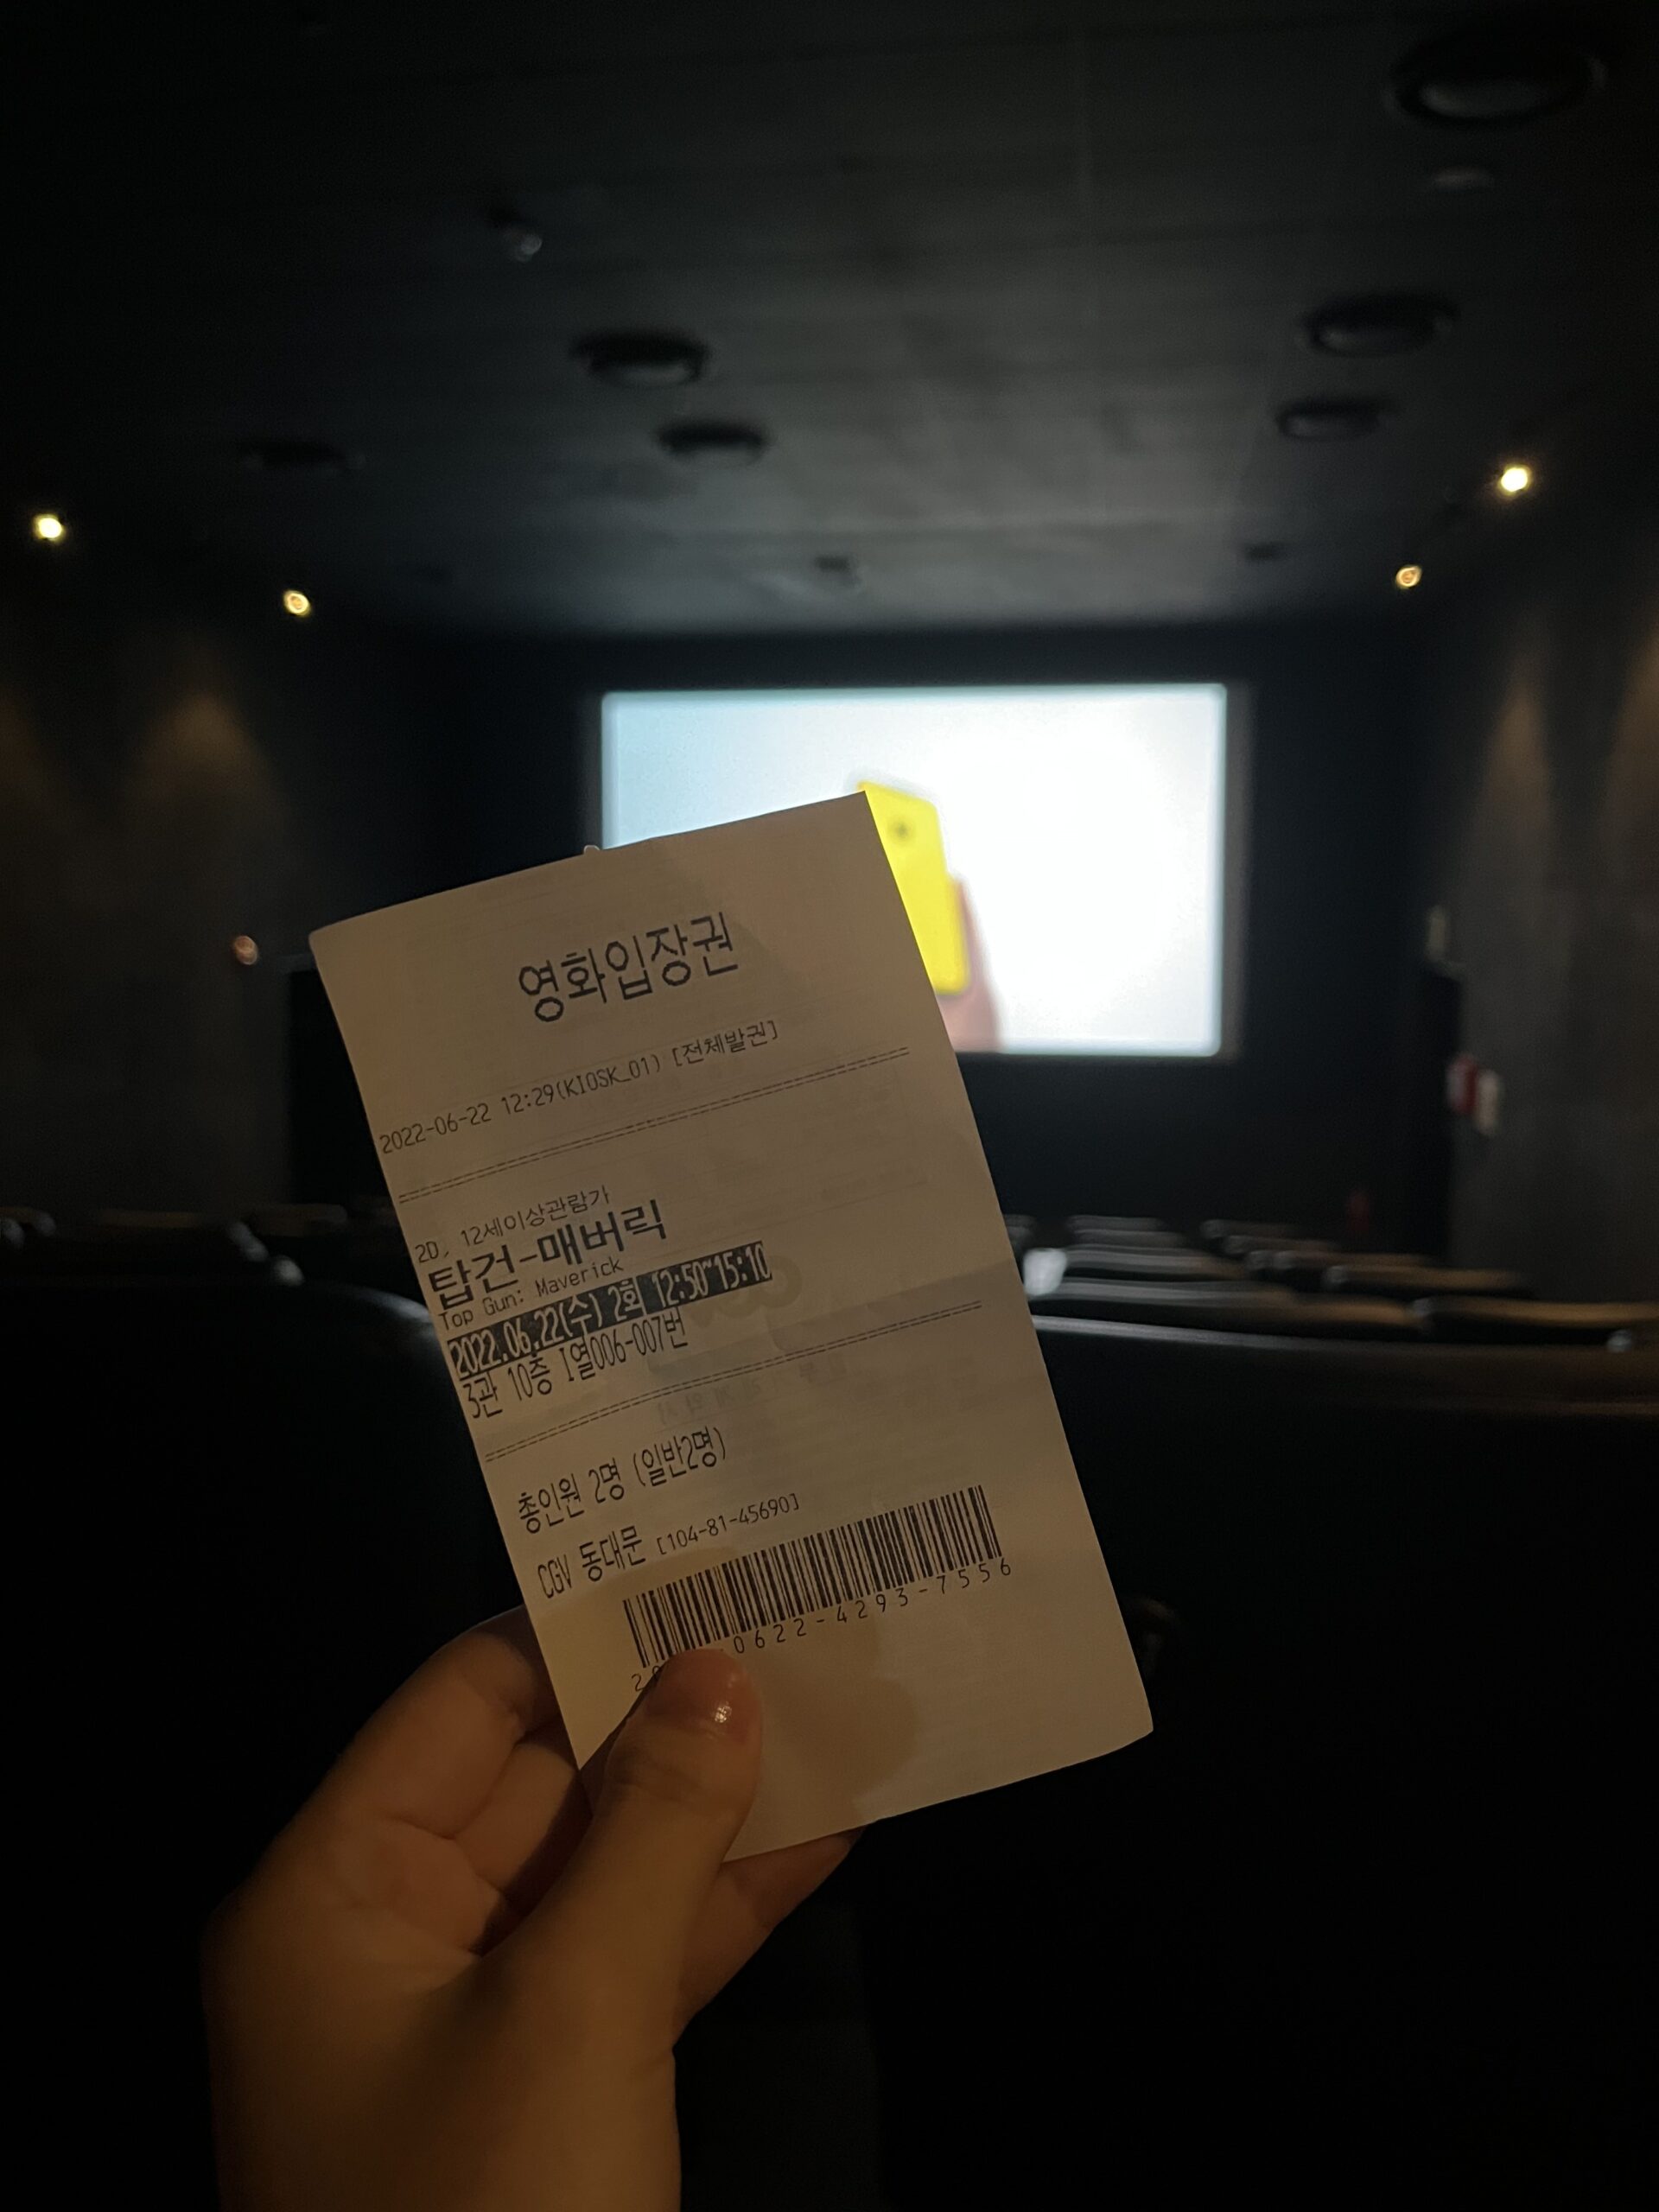 영화입장권
2022-06-22 12:29(KIOSK_01) [전체발권]
2D, 12세이상관람가
탑건-매버릭
Top Gun: Maverick
2022.06.22(수) 2회 12:50~15:10
3관 10층 I열006-007번
총인원 2명 (일반2명)
CGV 동대문 [104-81-45690]
0622-4293-7556